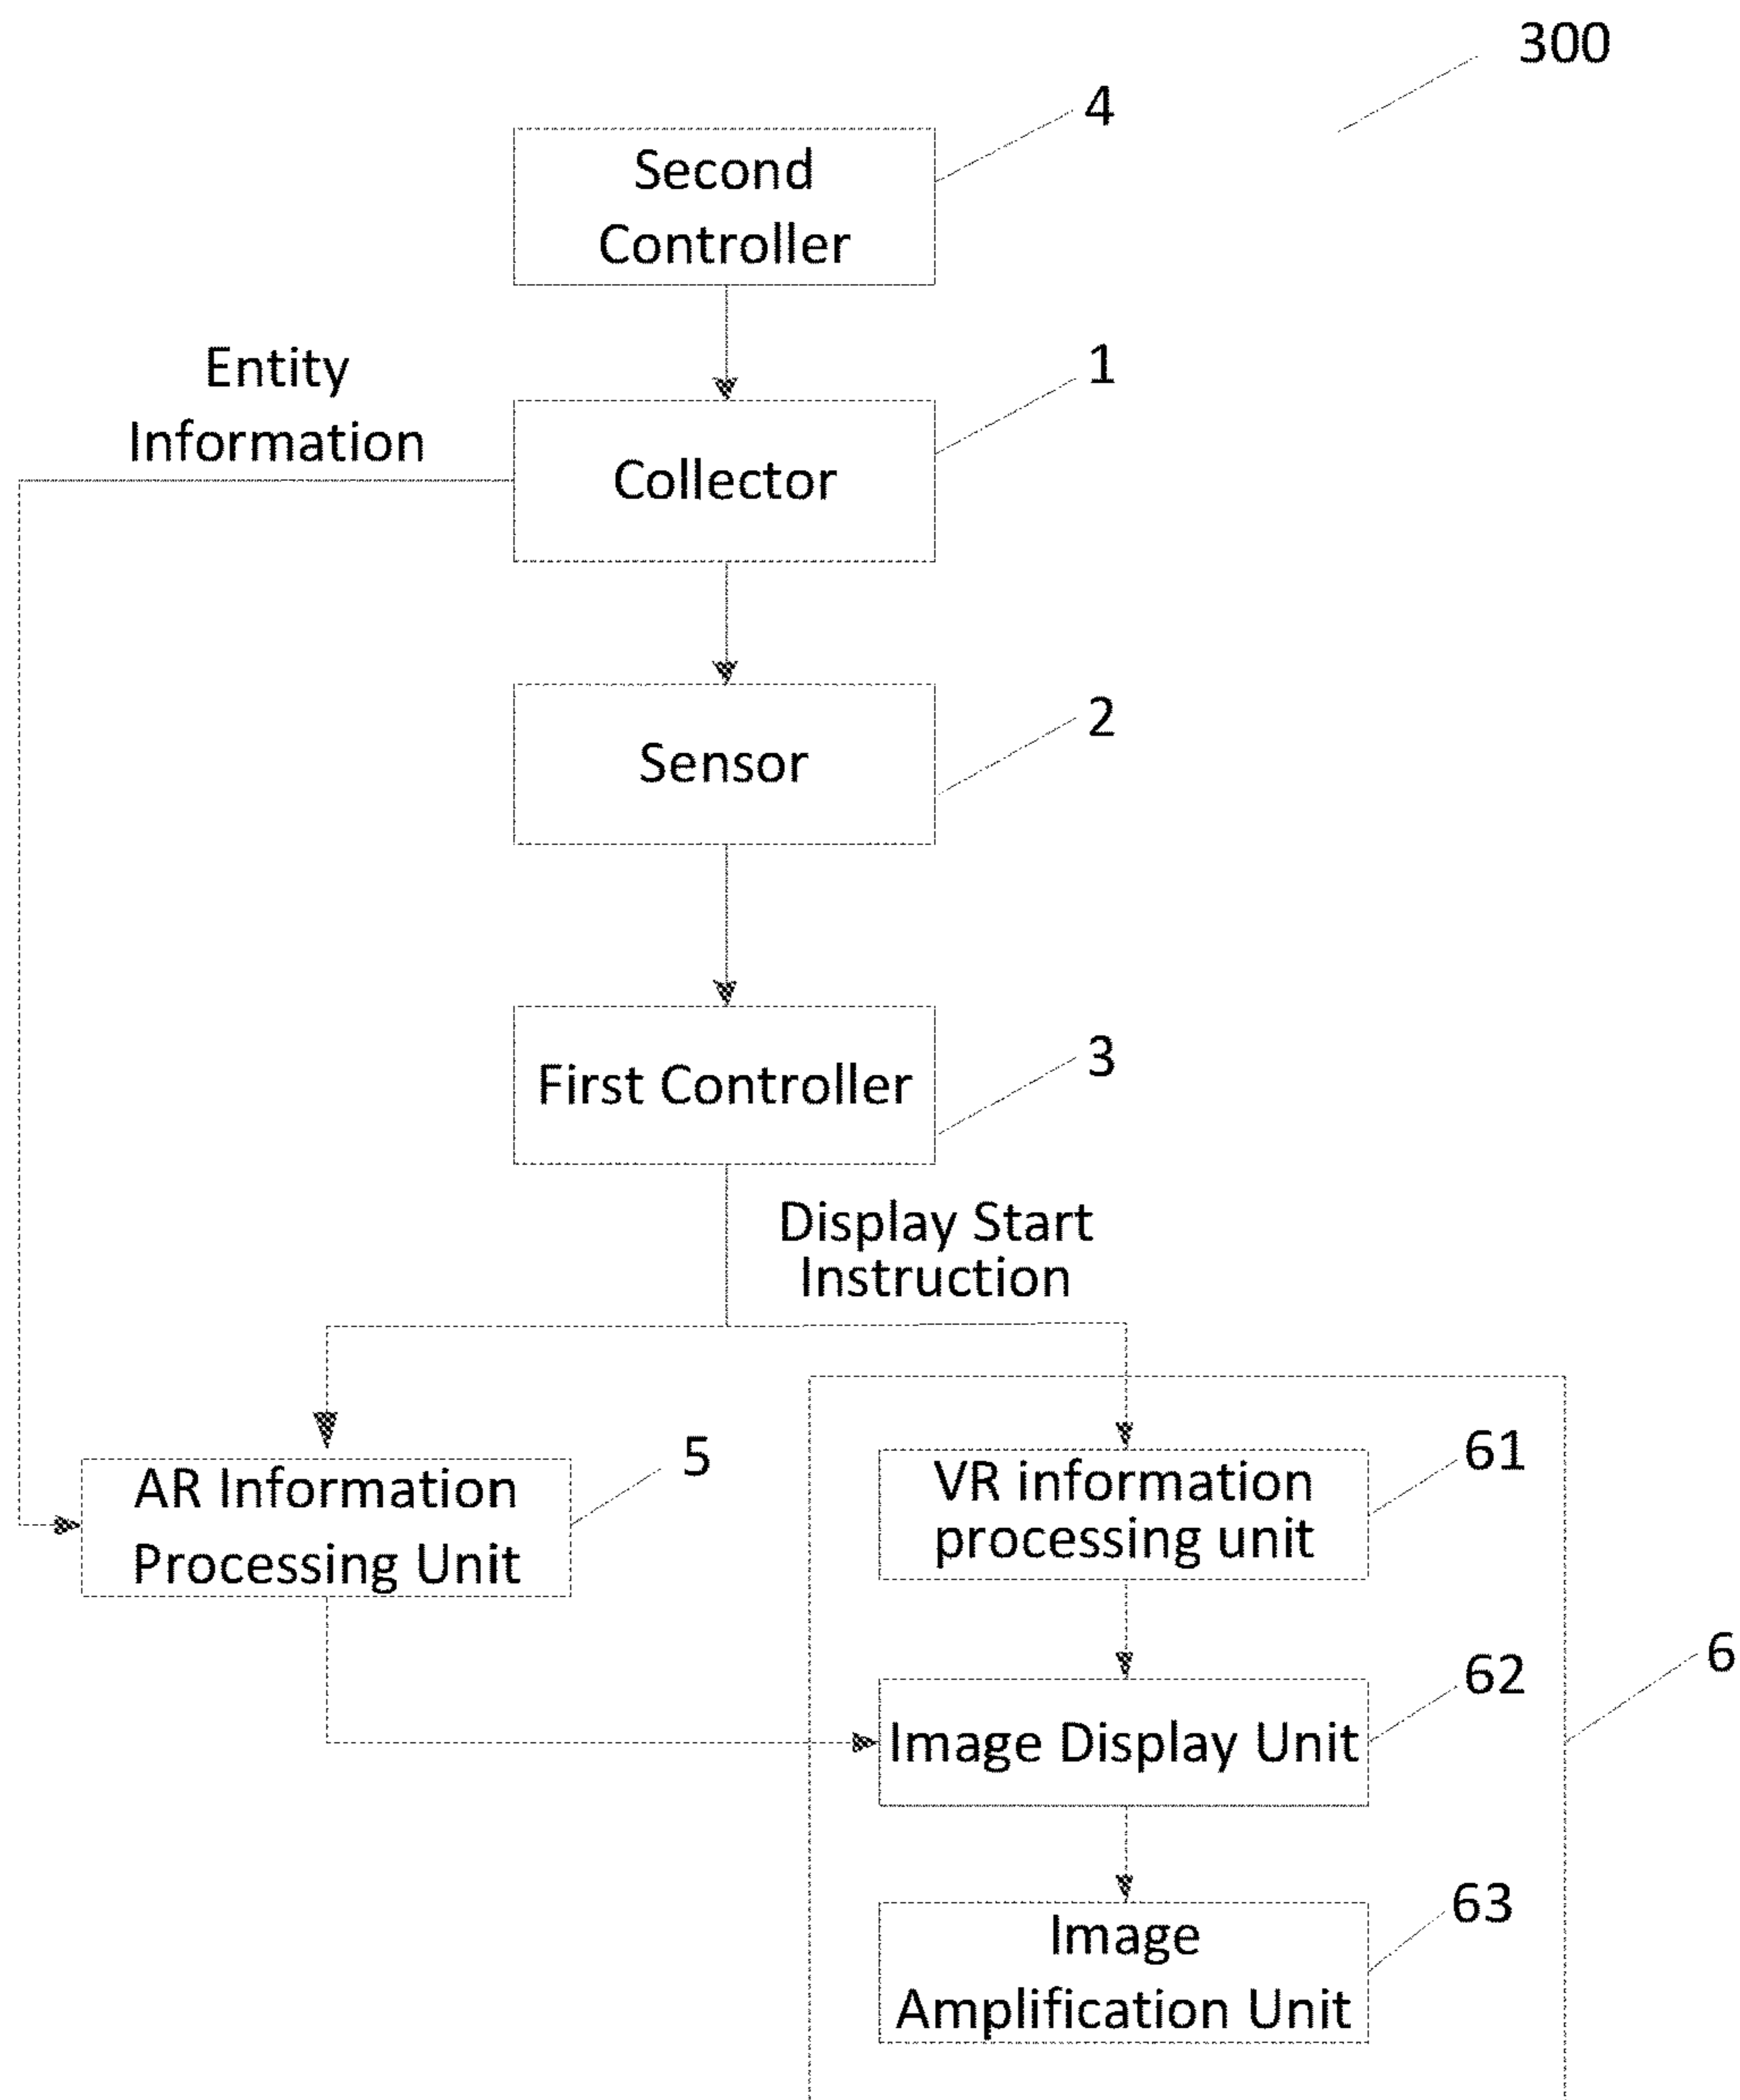 300
4
Second
Controller
Entity
Information
1
Collector
2
Sensor
3
First Controller
Display Start
Instruction
5
AR Information
Processing Unit
61
VR information
processing unit
62
6
Image Display Unit
63
Image
Amplification Unit